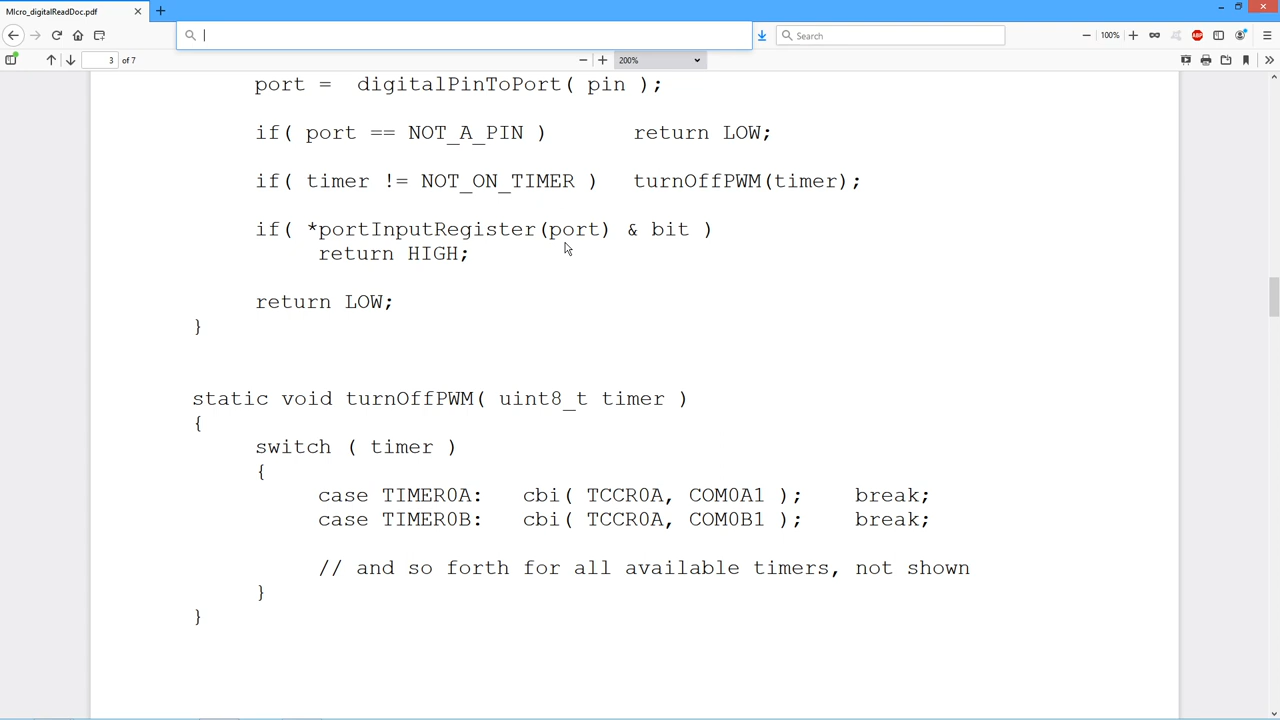 MIcro_digitalReadDoc.pdf
Search
100%
ABP
3 of 7
200%
port = digitalPinToPort( pin );
if( port == NOT_A_PIN ) return LOW;
if( timer != NOT_ON_TIMER ) turnOffPWM(timer);
if( *portInputRegister(port) & bit )
return HIGH;
return LOW;
}
static void turnOffPWM( uint8_t timer )
{
switch ( timer )
{
case TIMER0A: cbi( TCCR0A, COM0A1 ); break;
case TIMER0B: cbi( TCCR0A, COM0B1 ); break;
// and so forth for all available timers, not shown
}
}